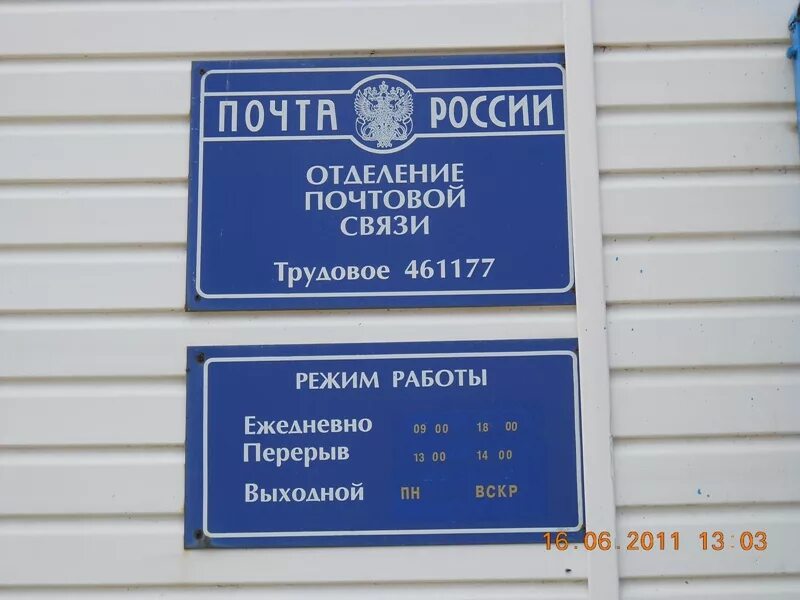 ПОЧТА РОССИИ
ОТДЕЛЕНИЕ
ПОЧТОВОЙ
СВЯЗИ
Трудовое 461177
РЕЖИМ РАБОТЫ
Ежедневно 09 00 18 00
Перерыв 13 00 14 00
Выходной ПН ВСКР
16.06.2011 13:03